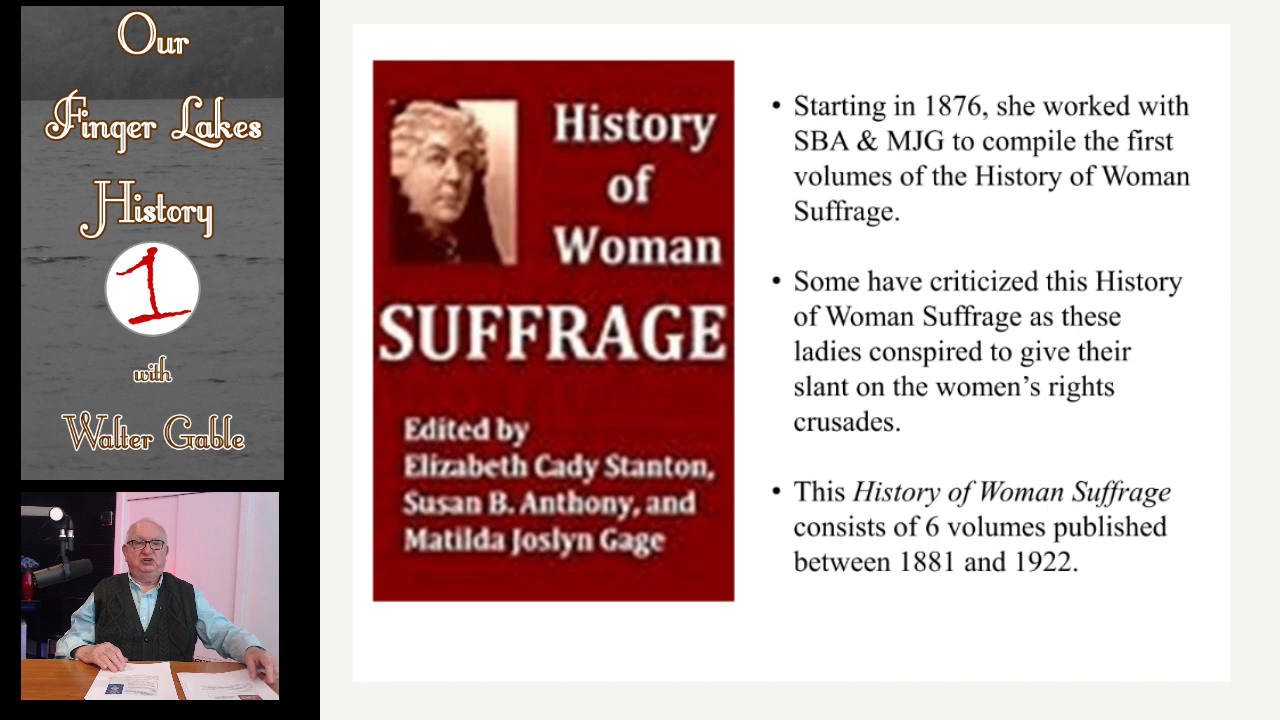 Our
Finger Lakes
History
1
with
Walter Gable
History
of
Woman
SUFFRAGE
Edited by
Elizabeth Cady Stanton,
Susan B. Anthony, and
Matilda Joslyn Gage
• Starting in 1876, she worked with
SBA & MJG to compile the first
volumes of the History of Woman
Suffrage.
• Some have criticized this History
of Woman Suffrage as these
ladies conspired to give their
slant on the women’s rights
crusades.
• This History of Woman Suffrage
consists of 6 volumes published
between 1881 and 1922.